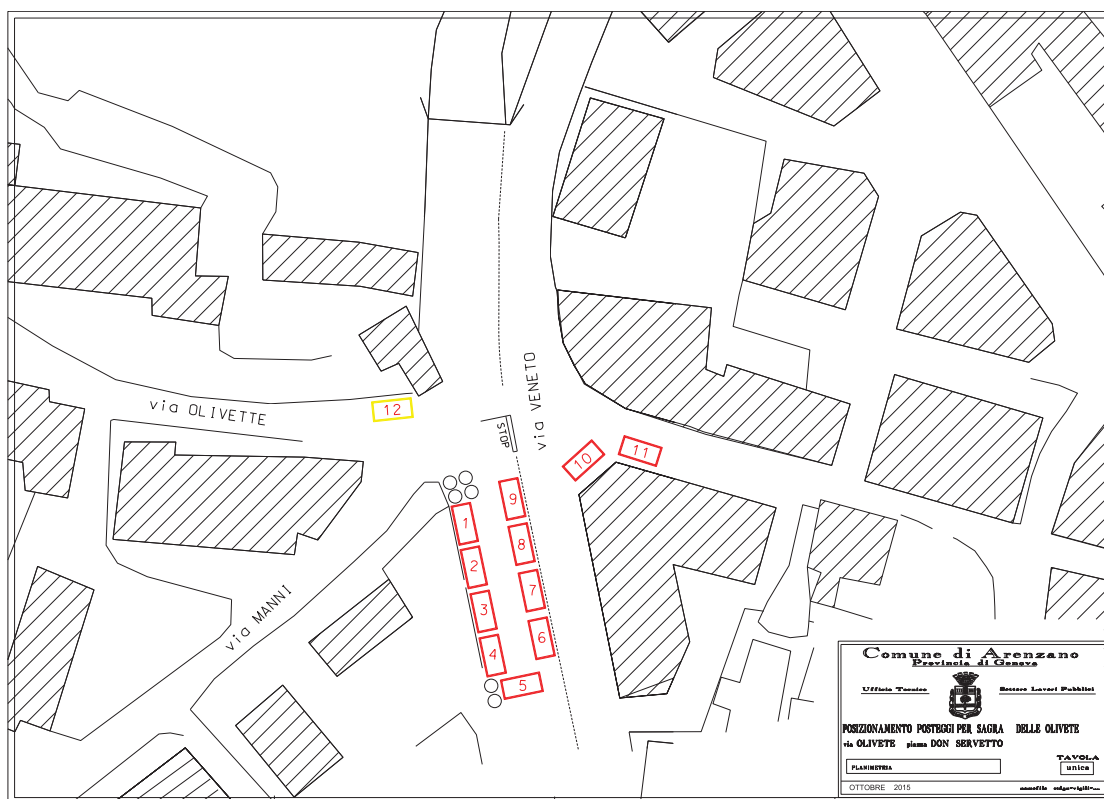 via VENETO
via OLIVETTE
12
STOP
11
10
9
1
8
2
7
3
via MANNI
6
4
5
Comune di Arenzano
Provincia di Genova
Ufficio Tecnico Settore Lavori Pubblici
POSIZIONAMENTO POSTEGGI PER SAGRA DELLE OLIVETE
via OLIVETE piazza DON SERVETTO
TAVOLA
PLANIMETRIA unica
OTTOBRE 2015 nomefile